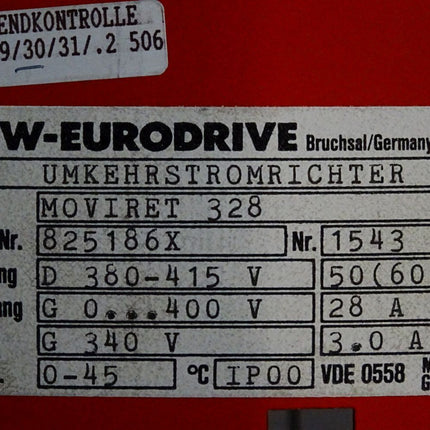 ENDKONTROLLE
9/30/31/.2 506
W-EURODRIVE Bruchsal/Germany
UMKEHRSTROMRICHTER
MOVIRET 328
Nr. 825186X Nr. 1543
ng D 380-415 V 50(60
ang G 0...400 V 28 A
G 340 V 3.0 A
0-45 °C IP00 VDE 0558